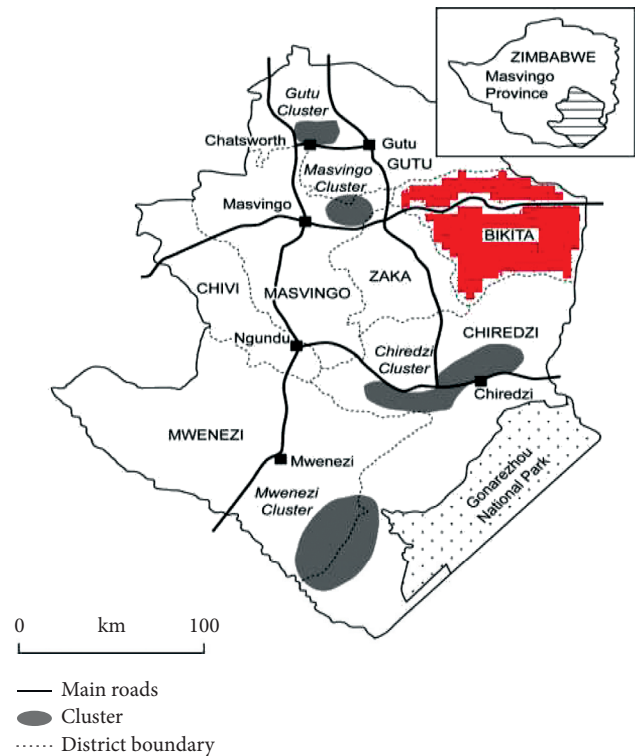 ZIMBABWE
Masvingo
Province
Gutu
Cluster
Chatsworth
Gutu
GUTU
Masvingo
Cluster
Masvingo
BIKITA
CHIVI
MASVINGO
ZAKA
Ngundu
CHIREDZI
Chiredzi
Cluster
Chiredzi
MWENEZI
Mwenezi
Mwenezi
Cluster
Gonarezhou
National Park
0 km 100
Main roads
Cluster
District boundary